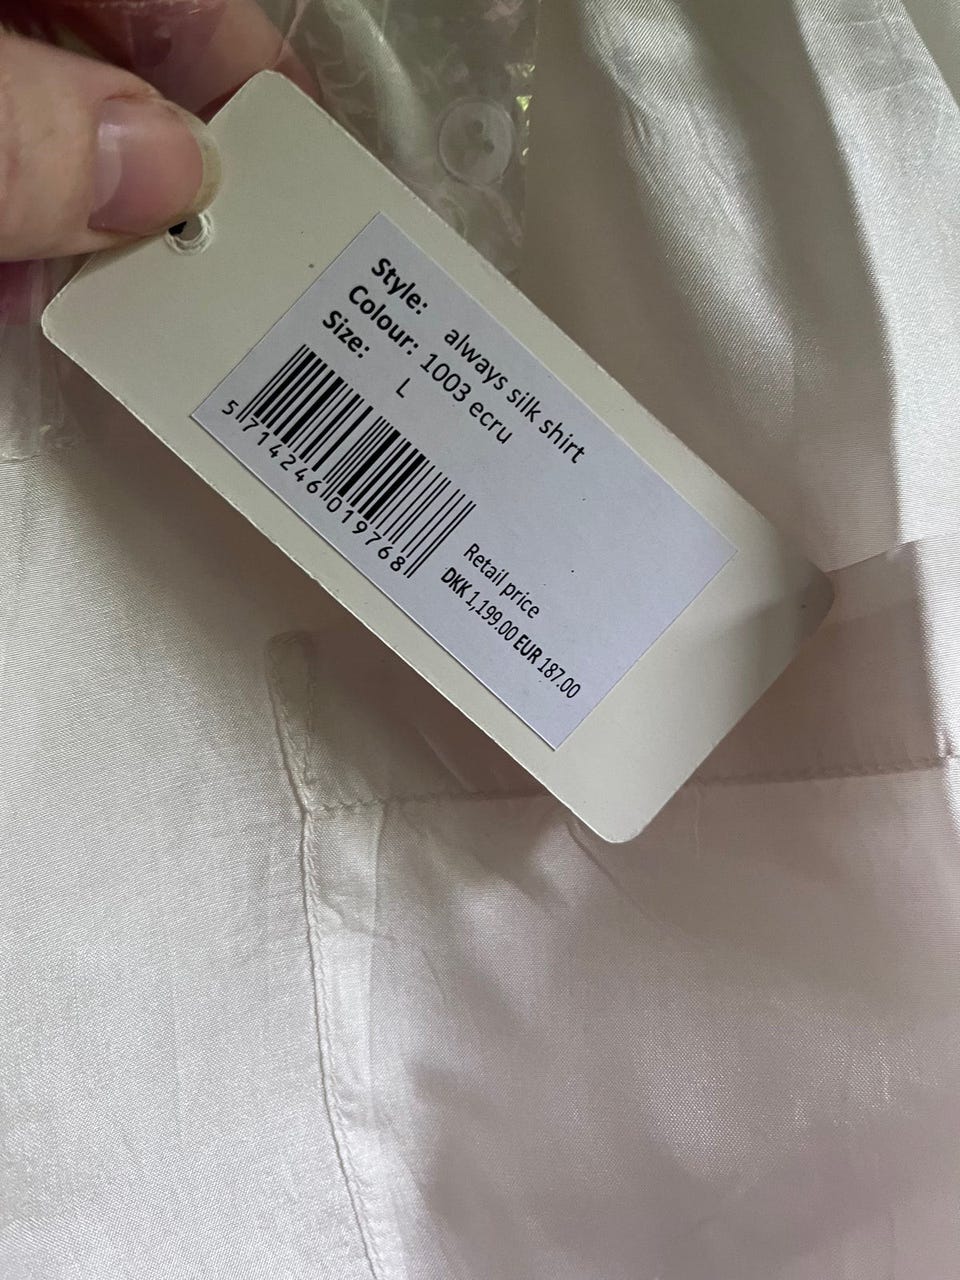 Style: always silk shirt
Colour: 1003 ecru
Size: L
5 714246 019768
Retail price
DKK 1,199.00 EUR 187.00